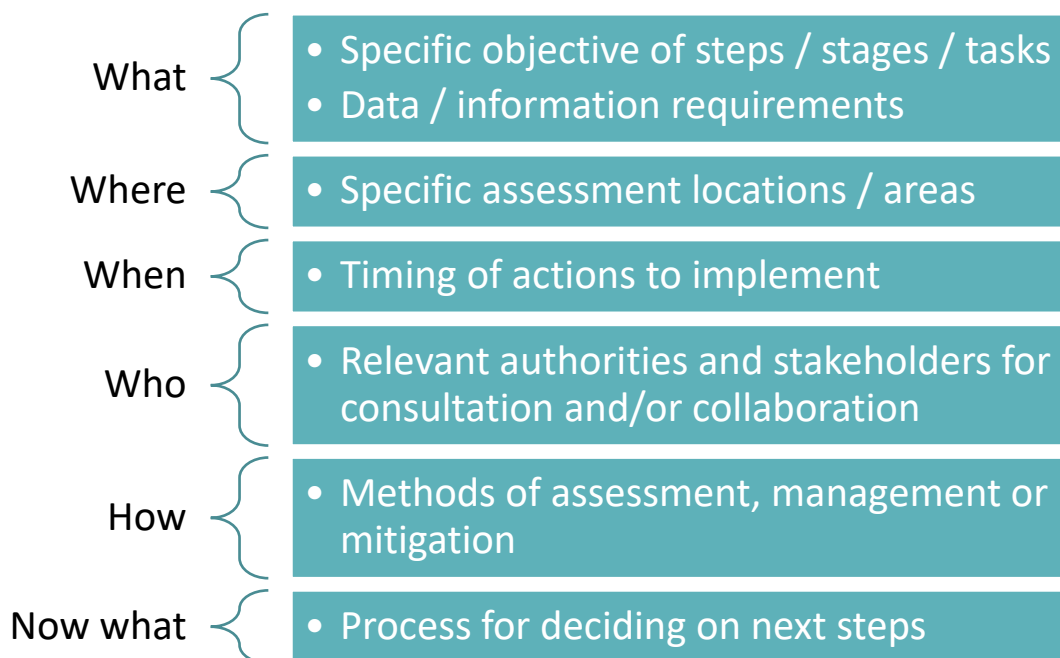 What
• Specific objective of steps / stages / tasks
• Data / information requirements
Where
• Specific assessment locations / areas
When
• Timing of actions to implement
Who
• Relevant authorities and stakeholders for
consultation and/or collaboration
How
• Methods of assessment, management or
mitigation
Now what
• Process for deciding on next steps